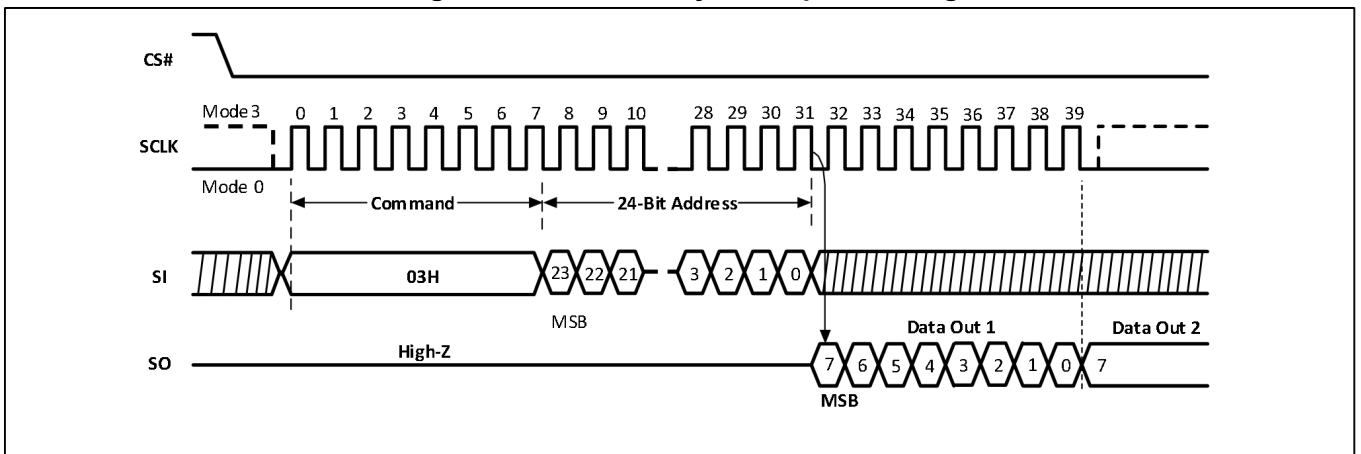 CS#
Mode 3 0 1 2 3 4 5 6 7 8 9 10 28 29 30 31 32 33 34 35 36 37 38 39
SCLK
Mode 0
Command 24-Bit Address
SI 03H 23 22 21 3 2 1 0
MSB
Data Out 1 Data Out 2
High-Z
SO 7 6 5 4 3 2 1 0 7
MSB